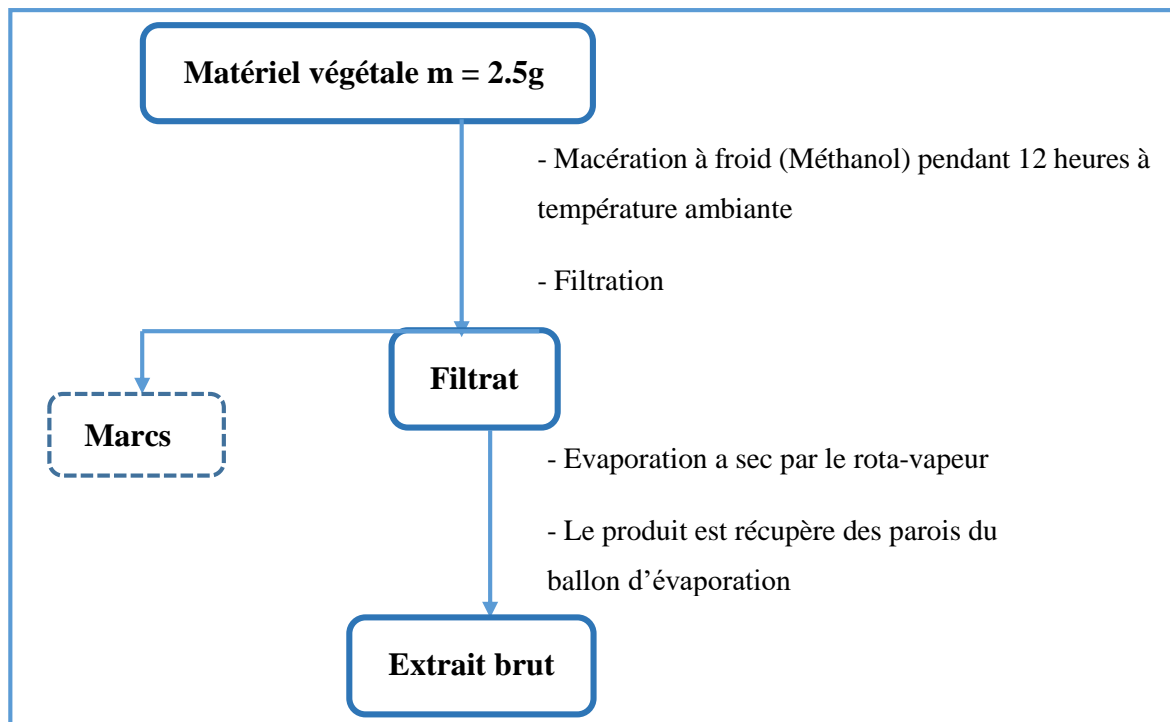 Matériel végétale m = 2.5g
- Macération à froid (Méthanol) pendant 12 heures à
température ambiante
- Filtration
Filtrat
Marcs
- Evaporation a sec par le rota-vapeur
- Le produit est récupère des parois du
ballon d’évaporation
Extrait brut